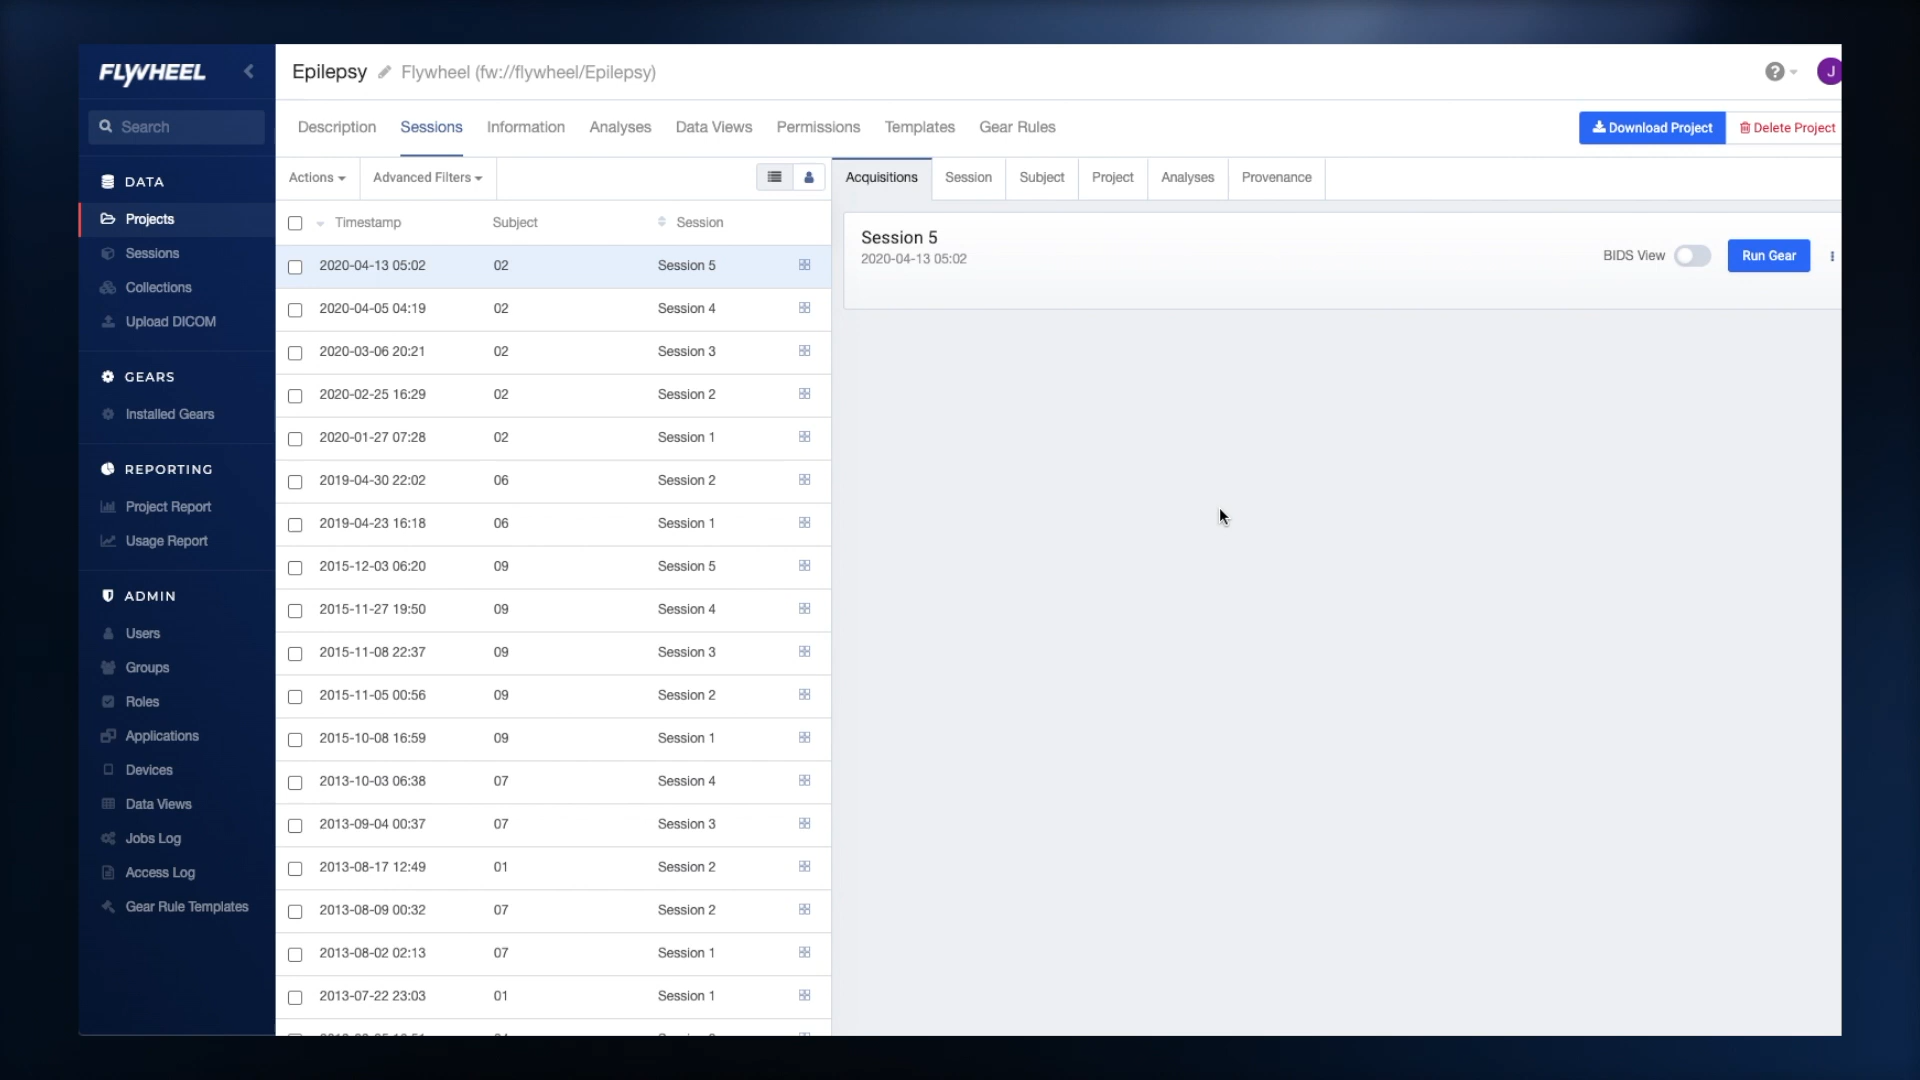 FLYWHEEL
Epilepsy Flywheel (fw://flywheel/Epilepsy)
? J
Search
Description Sessions Information Analyses Data Views Permissions Templates Gear Rules
Download Project Delete Project
Actions Advanced Filters
Acquisitions Session Subject Project Analyses Provenance
DATA
Projects
Sessions
Collections
Upload DICOM
GEARS
Installed Gears
REPORTING
Project Report
Usage Report
ADMIN
Users
Groups
Roles
Applications
Devices
Data Views
Jobs Log
Access Log
Gear Rule Templates
Timestamp Subject Session
2020-04-13 05:02 02 Session 5
2020-04-05 04:19 02 Session 4
2020-03-06 20:21 02 Session 3
2020-02-25 16:29 02 Session 2
2020-01-27 07:28 02 Session 1
2019-04-30 22:02 06 Session 2
2019-04-23 16:18 06 Session 1
2015-12-03 06:20 09 Session 5
2015-11-27 19:50 09 Session 4
2015-11-08 22:37 09 Session 3
2015-11-05 00:56 09 Session 2
2015-10-08 16:59 09 Session 1
2013-10-03 06:38 07 Session 4
2013-09-04 00:37 07 Session 3
2013-08-17 12:49 01 Session 2
2013-08-09 00:32 07 Session 2
2013-08-02 02:13 07 Session 1
2013-07-22 23:03 01 Session 1
Session 5
2020-04-13 05:02
BIDS View Run Gear